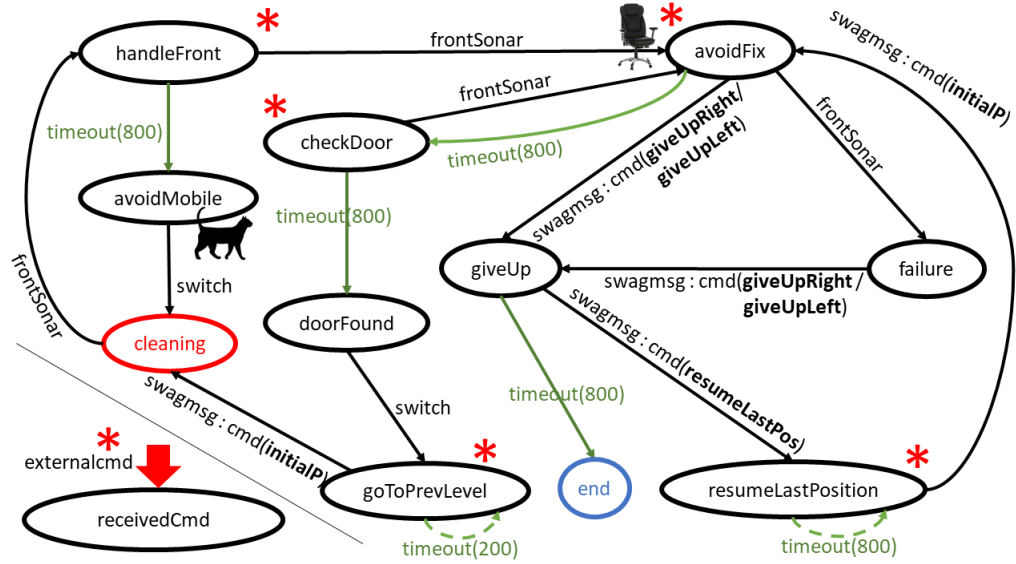 handleFront
frontSonar
avoidFix
swagmsg : cmd(initialP)
timeout(800)
frontSonar
checkDoor
timeout(800)
swagmsg : cmd(giveUpRight/
giveUpLeft)
frontSonar
avoidMobile
timeout(800)
switch
frontSonar
giveUp
swagmsg : cmd(giveUpRight /
giveUpLeft)
failure
doorFound
cleaning
swagmsg : cmd(resumeLastPos)
timeout(800)
switch
swagmsg : cmd(initialP)
*
externalcmd
receivedCmd
goToPrevLevel
timeout(200)
end
resumeLastPosition
timeout(800)